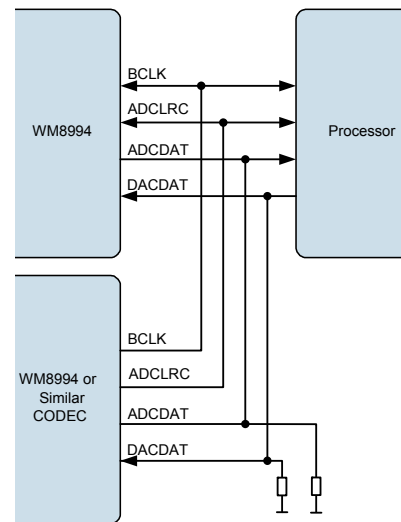 BCLK
ADCLRC
WM8994
Processor
ADCDAT
DACDAT
BCLK
WM8994 or
Similar
CODEC
ADCLRC
ADCDAT
DACDAT